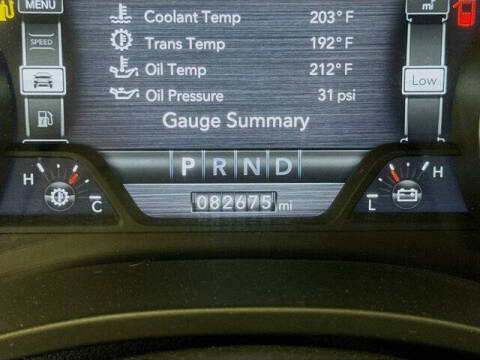 MENU
mi
Coolant Temp 203°F
SPEED
Trans Temp 192°F
Oil Temp 212°F
Low
Oil Pressure 31 psi
Gauge Summary
P R N D
H H
082675 mi
C L